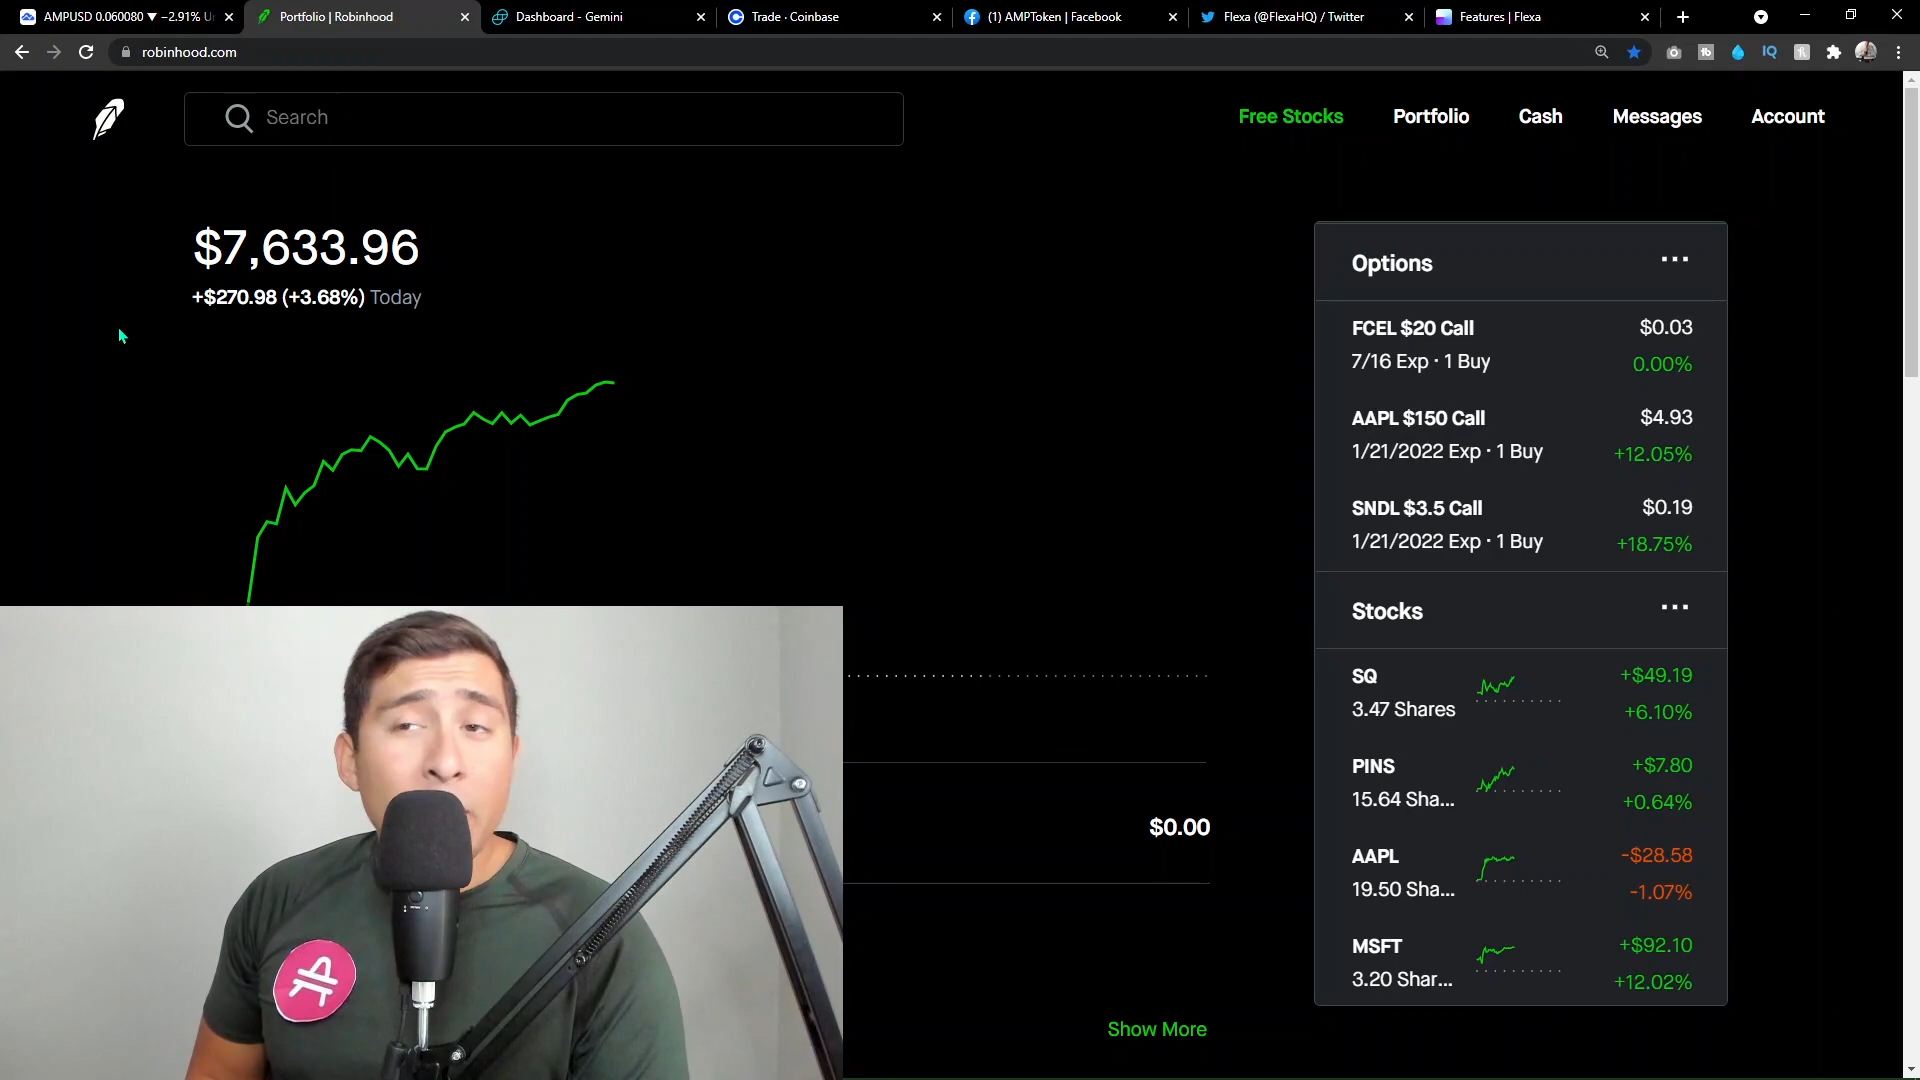 AMPUSD 0.060080 ▼ −2.91% U
Portfolio | Robinhood
Dashboard - Gemini
Trade · Coinbase
(1) AMPToken | Facebook
Flexa (@FlexaHQ) / Twitter
Features | Flexa
robinhood.com
IQ
Search
Free Stocks
Portfolio
Cash
Messages
Account
$7,633.96
+$270.98 (+3.68%) Today
Options
FCEL $20 Call
$0.03
7/16 Exp · 1 Buy
0.00%
AAPL $150 Call
$4.93
1/21/2022 Exp · 1 Buy
+12.05%
SNDL $3.5 Call
$0.19
1/21/2022 Exp · 1 Buy
+18.75%
Stocks
SQ
+$49.19
3.47 Shares
+6.10%
PINS
+$7.80
15.64 Sha...
+0.64%
AAPL
-$28.58
19.50 Sha...
-1.07%
MSFT
+$92.10
3.20 Shar...
+12.02%
$0.00
Show More